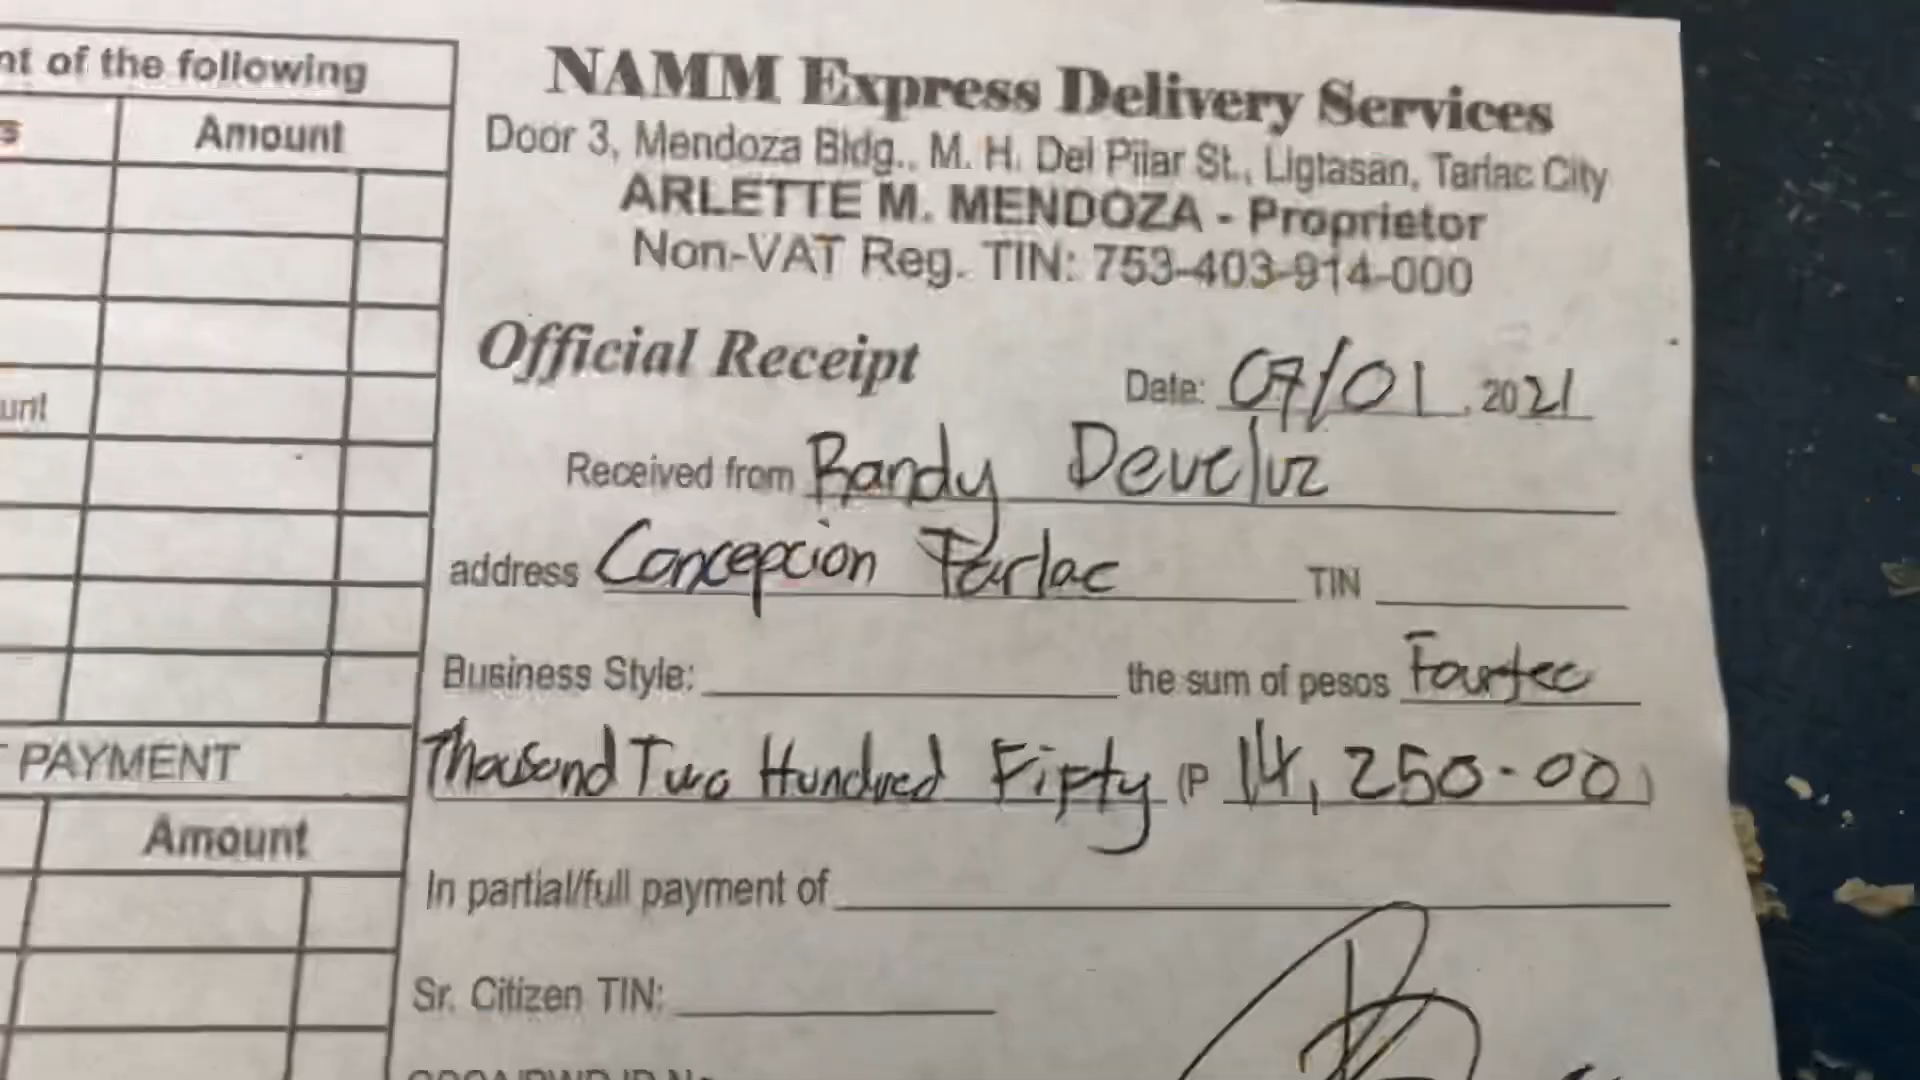 nt of the following
s Amount
unt
PAYMENT
Amount
NAMM Express Delivery Services
Door 3, Mendoza Bldg., M. H. Del Pilar St., Ligtasan, Tarlac City
ARLETTE M. MENDOZA - Proprietor
Non-VAT Reg. TIN: 753-403-914-000
Official Receipt Date: 07/01, 2021
Received from Randy Develuz
address Concepcion Tarlac TIN
Business Style: the sum of pesos Fourtee
Thousand Two Hundred Fipty (P 14,250.00)
In partial/full payment of
Sr. Citizen TIN: